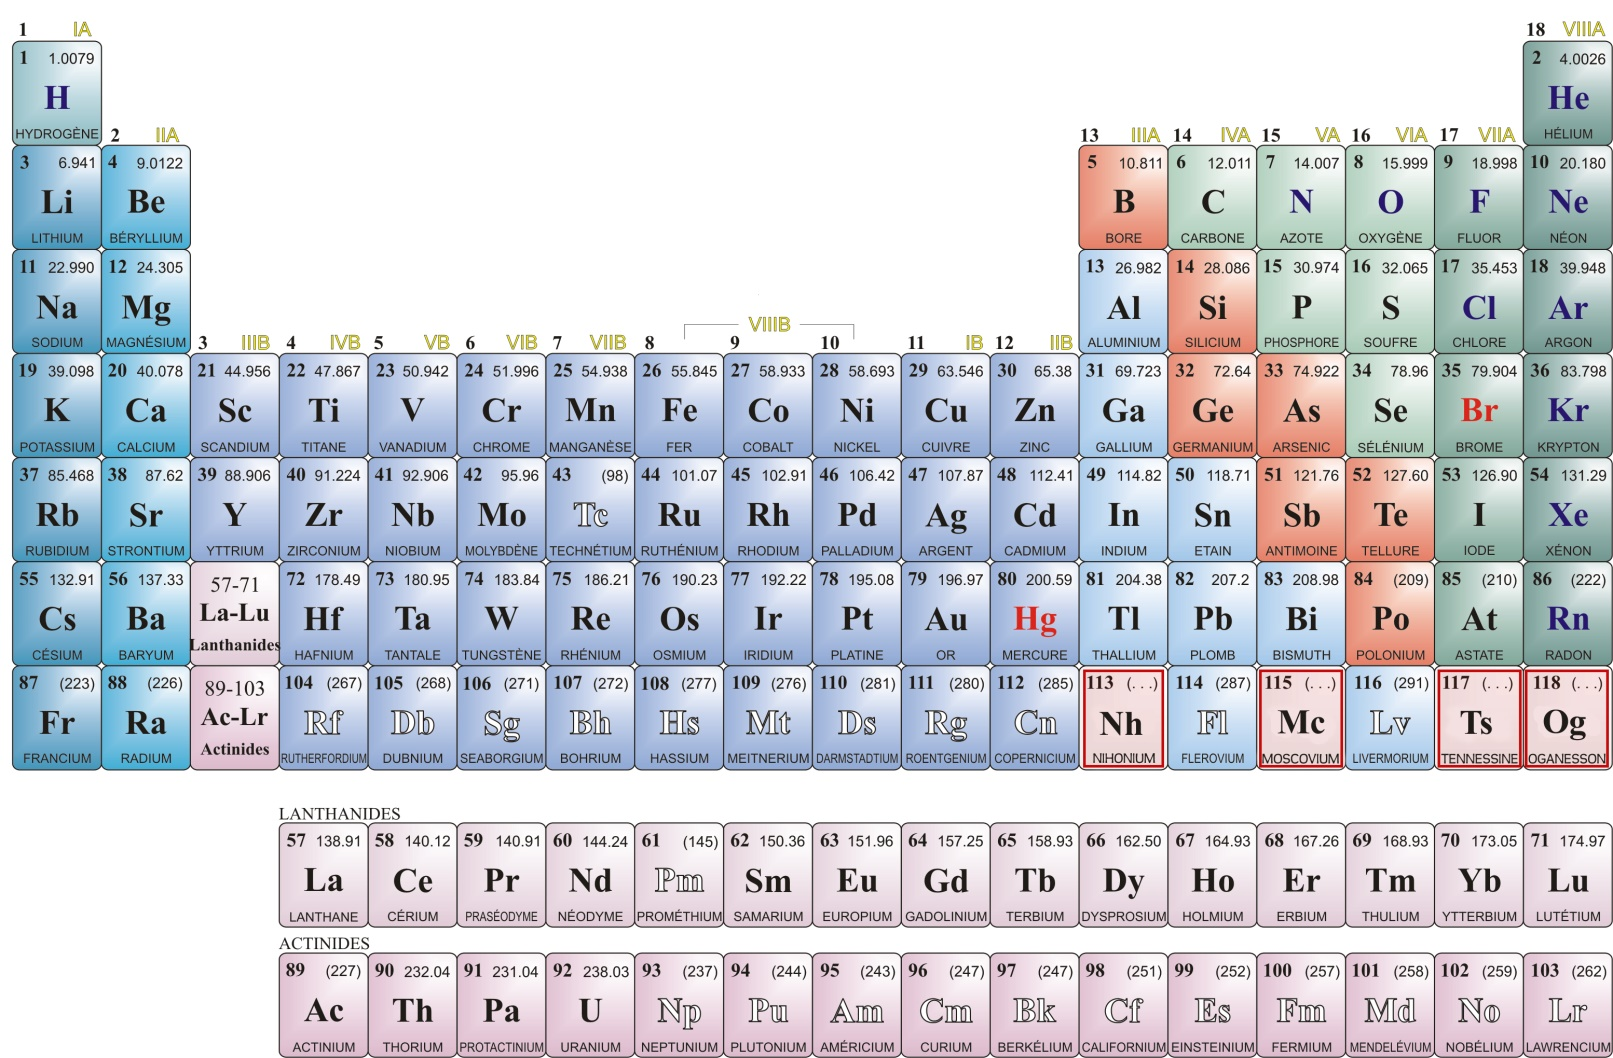 1 IA 18 VIIIA
1 1.0079 2 4.0026
H He
HYDROGÈNE 2 IIA 13 IIIA 14 IVA 15 VA 16 VIA 17 VIIA HÉLIUM
3 6.941 4 9.0122 5 10.811 6 12.011 7 14.007 8 15.999 9 18.998 10 20.180
Li Be B C N O F Ne
LITHIUM BÉRYLLIUM BORE CARBONE AZOTE OXYGÈNE FLUOR NÉON
11 22.990 12 24.305 13 26.982 14 28.086 15 30.974 16 32.065 17 35.453 18 39.948
Na Mg Al Si P S Cl Ar
VIIIB
SODIUM MAGNÉSIUM 3 IIIB 4 IVB 5 VB 6 VIB 7 VIIB 8 9 10 11 IB 12 IIB ALUMINIUM SILICIUM PHOSPHORE SOUFRE CHLORE ARGON
19 39.098 20 40.078 21 44.956 22 47.867 23 50.942 24 51.996 25 54.938 26 55.845 27 58.933 28 58.693 29 63.546 30 65.38 31 69.723 32 72.64 33 74.922 34 78.96 35 79.904 36 83.798
K Ca Sc Ti V Cr Mn Fe Co Ni Cu Zn Ga Ge As Se Br Kr
POTASSIUM CALCIUM SCANDIUM TITANE VANADIUM CHROME MANGANÈSE FER COBALT NICKEL CUIVRE ZINC GALLIUM GERMANIUM ARSENIC SÉLÉNIUM BROME KRYPTON
37 85.468 38 87.62 39 88.906 40 91.224 41 92.906 42 95.96 43 (98) 44 101.07 45 102.91 46 106.42 47 107.87 48 112.41 49 114.82 50 118.71 51 121.76 52 127.60 53 126.90 54 131.29
Rb Sr Y Zr Nb Mo Tc Ru Rh Pd Ag Cd In Sn Sb Te I Xe
RUBIDIUM STRONTIUM YTTRIUM ZIRCONIUM NIOBIUM MOLYBDÈNE TECHNÉTIUM RUTHÉNIUM RHODIUM PALLADIUM ARGENT CADMIUM INDIUM ETAIN ANTIMOINE TELLURE IODE XÉNON
55 132.91 56 137.33 57-71 72 178.49 73 180.95 74 183.84 75 186.21 76 190.23 77 192.22 78 195.08 79 196.97 80 200.59 81 204.38 82 207.2 83 208.98 84 (209) 85 (210) 86 (222)
Cs Ba La-Lu Hf Ta W Re Os Ir Pt Au Hg Tl Pb Bi Po At Rn
CÉSIUM BARYUM Lanthanides HAFNIUM TANTALE TUNGSTÈNE RHÉNIUM OSMIUM IRIDIUM PLATINE OR MERCURE THALLIUM PLOMB BISMUTH POLONIUM ASTATE RADON
87 (223) 88 (226) 89-103 104 (267) 105 (268) 106 (271) 107 (272) 108 (277) 109 (276) 110 (281) 111 (280) 112 (285) 113 (...) 114 (287) 115 (...) 116 (291) 117 (...) 118 (...)
Fr Ra Ac-Lr Rf Db Sg Bh Hs Mt Ds Rg Cn Nh Fl Mc Lv Ts Og
FRANCIUM RADIUM Actinides RUTHERFORDIUM DUBNIUM SEABORGIUM BOHRIUM HASSIUM MEITNERIUM DARMSTADTIUM ROENTGENIUM COPERNICIUM NIHONIUM FLEROVIUM MOSCOVIUM LIVERMORIUM TENNESSINE OGANESSON
LANTHANIDES
57 138.91 58 140.12 59 140.91 60 144.24 61 (145) 62 150.36 63 151.96 64 157.25 65 158.93 66 162.50 67 164.93 68 167.26 69 168.93 70 173.05 71 174.97
La Ce Pr Nd Pm Sm Eu Gd Tb Dy Ho Er Tm Yb Lu
LANTHANE CÉRIUM PRASÉODYME NÉODYME PROMÉTHIUM SAMARIUM EUROPIUM GADOLINIUM TERBIUM DYSPROSIUM HOLMIUM ERBIUM THULIUM YTTERBIUM LUTÉTIUM
ACTINIDES
89 (227) 90 232.04 91 231.04 92 238.03 93 (237) 94 (244) 95 (243) 96 (247) 97 (247) 98 (251) 99 (252) 100 (257) 101 (258) 102 (259) 103 (262)
Ac Th Pa U Np Pu Am Cm Bk Cf Es Fm Md No Lr
ACTINIUM THORIUM PROTACTINIUM URANIUM NEPTUNIUM PLUTONIUM AMÉRICIUM CURIUM BERKÉLIUM CALIFORNIUM EINSTEINIUM FERMIUM MENDELÉVIUM NOBÉLIUM LAWRENCIUM